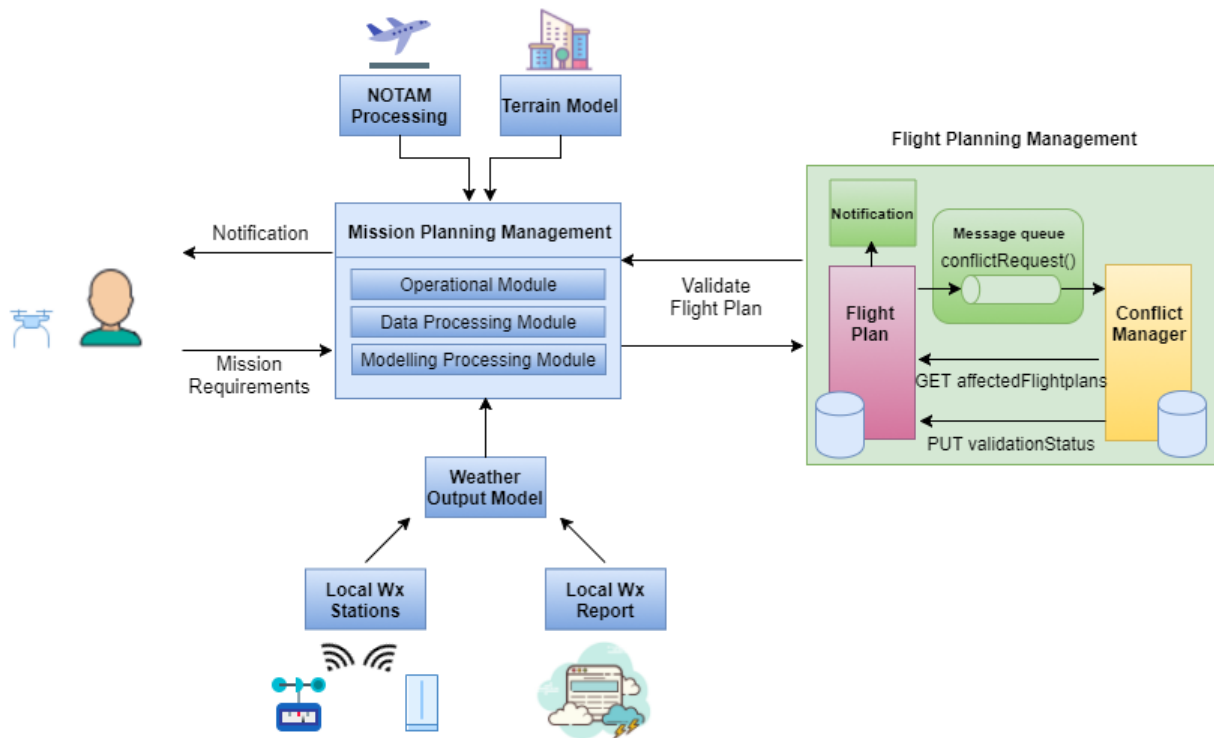 NOTAM
Processing
Terrain Model
Flight Planning Management
Notification
Mission Planning Management
Operational Module
Data Processing Module
Modelling Processing Module
Mission
Requirements
Validate
Flight Plan
Notification
Message queue
conflictRequest()
Flight
Plan
Conflict
Manager
GET affectedFlightplans
PUT validationStatus
Weather
Output Model
Local Wx
Stations
Local Wx
Report